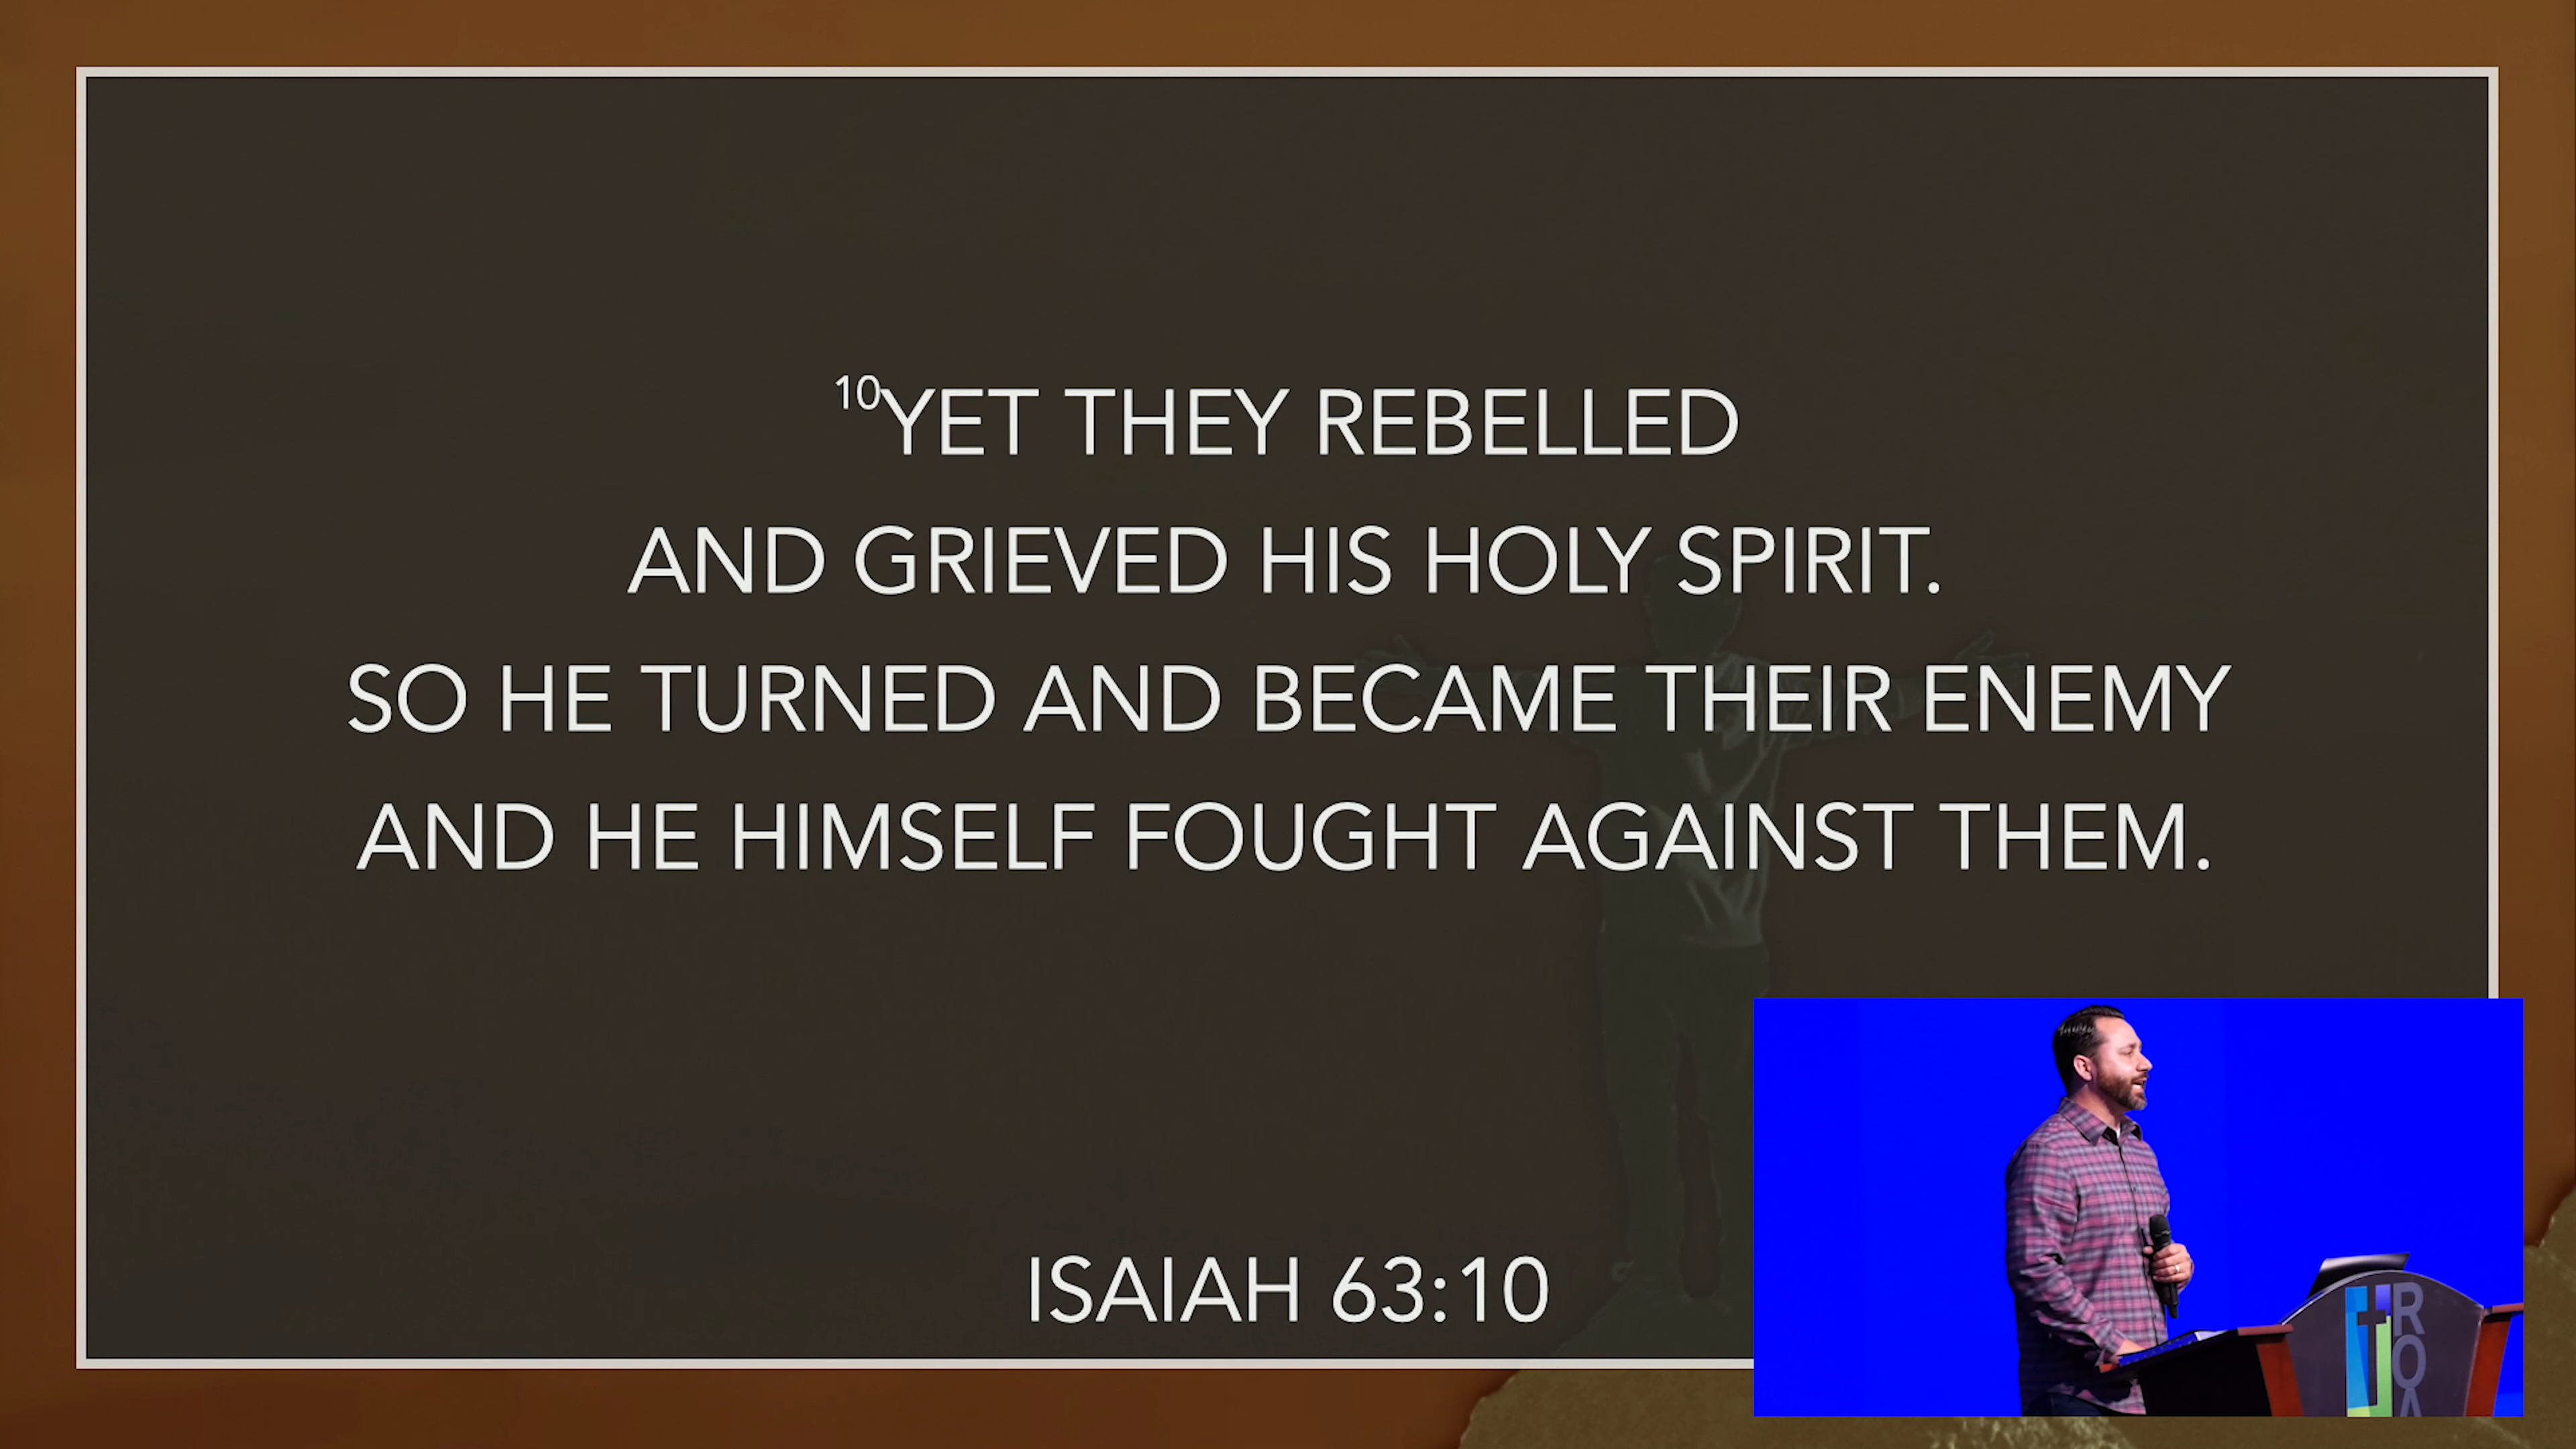 ¹⁰YET THEY REBELLED
AND GRIEVED HIS HOLY SPIRIT.
SO HE TURNED AND BECAME THEIR ENEMY
AND HE HIMSELF FOUGHT AGAINST THEM.
ISAIAH 63:10
ROA